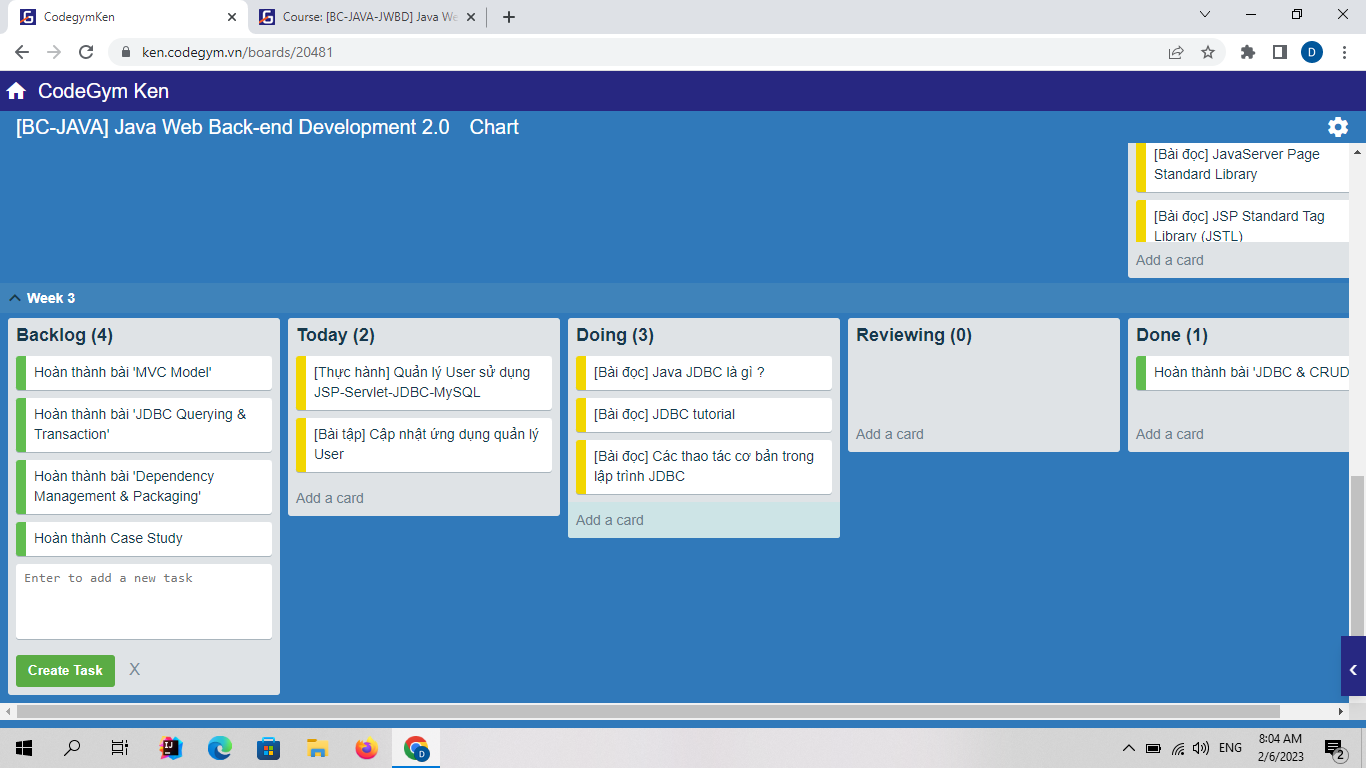 CodegymKen
Course: [BC-JAVA-JWBD] Java We
ken.codegym.vn/boards/20481
D
CodeGym Ken
[BC-JAVA] Java Web Back-end Development 2.0 Chart
[Bài đọc] JavaServer Page
Standard Library
[Bài đọc] JSP Standard Tag
Library (JSTL)
Add a card
Week 3
Backlog (4)
Hoàn thành bài 'MVC Model'
Hoàn thành bài 'JDBC Querying &
Transaction'
Hoàn thành bài 'Dependency
Management & Packaging'
Hoàn thành Case Study
Enter to add a new task
Create Task X
Today (2)
[Thực hành] Quản lý User sử dụng
JSP-Servlet-JDBC-MySQL
[Bài tập] Cập nhật ứng dụng quản lý
User
Add a card
Doing (3)
[Bài đọc] Java JDBC là gì ?
[Bài đọc] JDBC tutorial
[Bài đọc] Các thao tác cơ bản trong
lập trình JDBC
Add a card
Reviewing (0)
Add a card
Done (1)
Hoàn thành bài 'JDBC & CRUD
Add a card
IJ
D
ENG
8:04 AM
2/6/2023
2